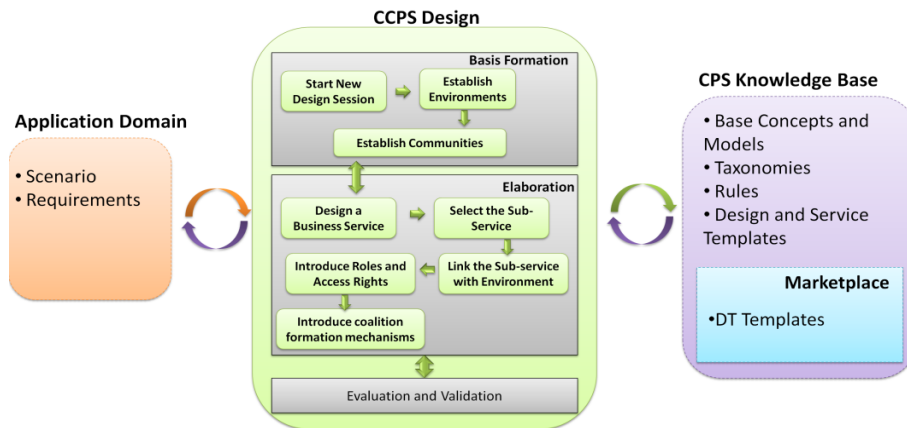 CCPS Design
Application Domain
• Scenario
• Requirements
Basis Formation
Start New
Design Session
Establish
Environments
Establish Communities
Elaboration
Design a
Business Service
Select the Sub-
Service
Link the Sub-service
with Environment
Introduce Roles and
Access Rights
Introduce coalition
formation mechanisms
Evaluation and Validation
CPS Knowledge Base
• Base Concepts and
Models
• Taxonomies
• Rules
• Design and Service
Templates
Marketplace
•DT Templates